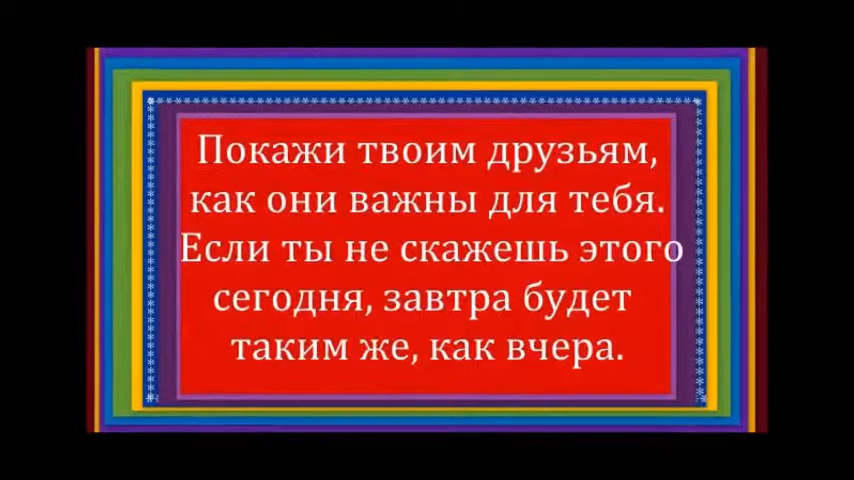 Покажи твоим друзьям,
как они важны для тебя.
Если ты не скажешь этого
сегодня, завтра будет
таким же, как вчера.